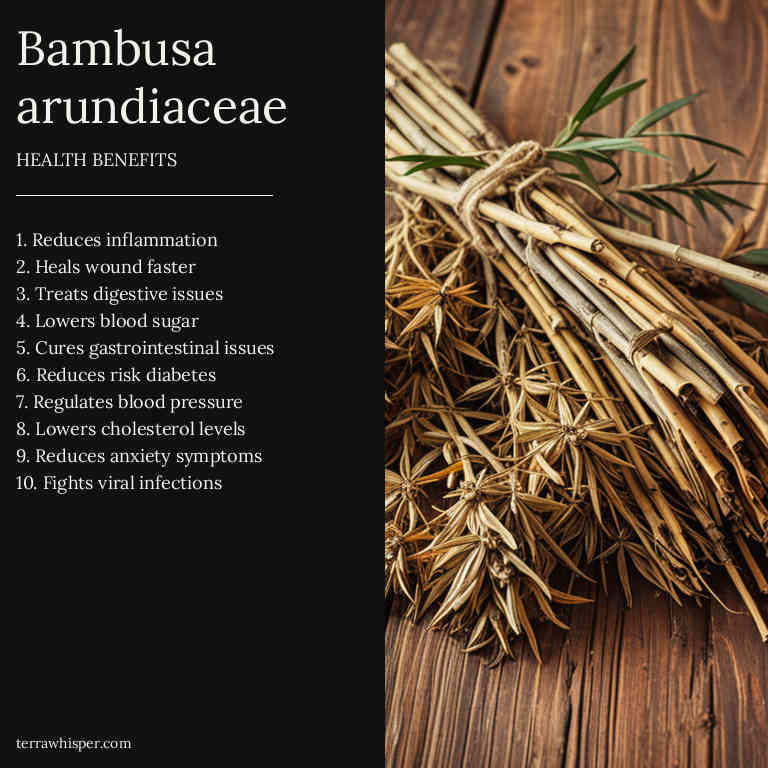 Bambusa
arundiaceae
HEALTH BENEFITS
1. Reduces inflammation
2. Heals wound faster
3. Treats digestive issues
4. Lowers blood sugar
5. Cures gastrointestinal issues
6. Reduces risk diabetes
7. Regulates blood pressure
8. Lowers cholesterol levels
9. Reduces anxiety symptoms
10. Fights viral infections
terrawhisper.com